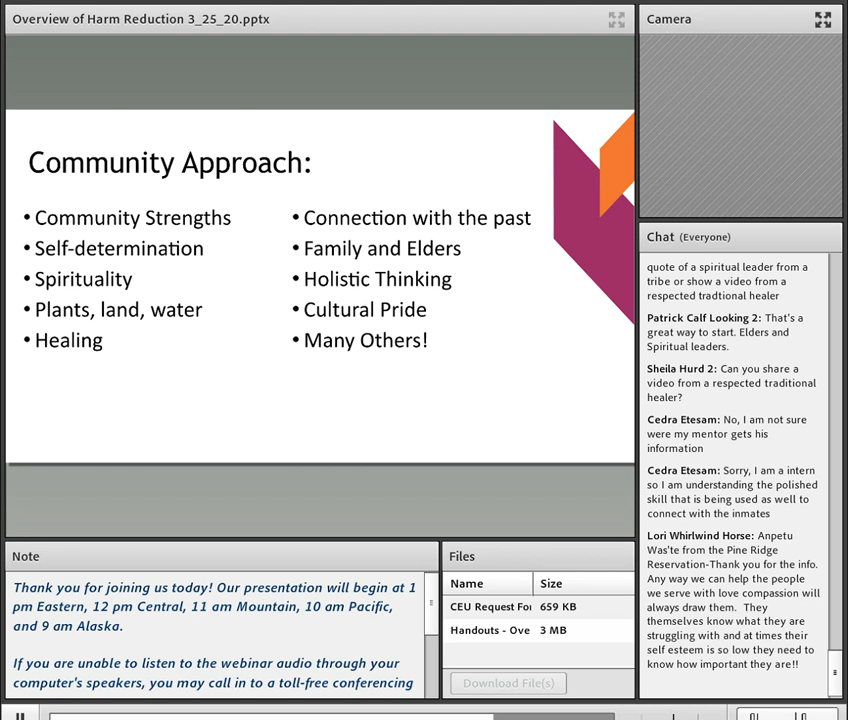 Overview of Harm Reduction 3_25_20.pptx
Community Approach:
• Community Strengths
• Self-determination
• Spirituality
• Plants, land, water
• Healing
• Connection with the past
• Family and Elders
• Holistic Thinking
• Cultural Pride
• Many Others!
Camera
Chat (Everyone)
quote of a spiritual leader from a
tribe or show a video from a
respected tradtional healer
Patrick Calf Looking 2: That's a
great way to start. Elders and
Spiritual leaders.
Sheila Hurd 2: Can you share a
video from a respected traditional
healer?
Cedra Etesam: No, I am not sure
were my mentor gets his
information
Cedra Etesam: Sorry, I am a intern
so I am understanding the polished
skill that is being used as well to
connect with the inmates
Lori Whirlwind Horse: Anpetu
Was'te from the Pine Ridge
Reservation-Thank you for the info.
Any way we can help the people
we serve with love compassion will
always draw them. They
themselves know what they are
struggling with and at times their
self esteem is so low they need to
know how important they are!!
Note
Thank you for joining us today! Our presentation will begin at 1
pm Eastern, 12 pm Central, 11 am Mountain, 10 am Pacific,
and 9 am Alaska.
If you are unable to listen to the webinar audio through your
computer's speakers, you may call in to a toll-free conferencing
Files
Name Size
CEU Request For 659 KB
Handouts - Ove 3 MB
Download File(s)